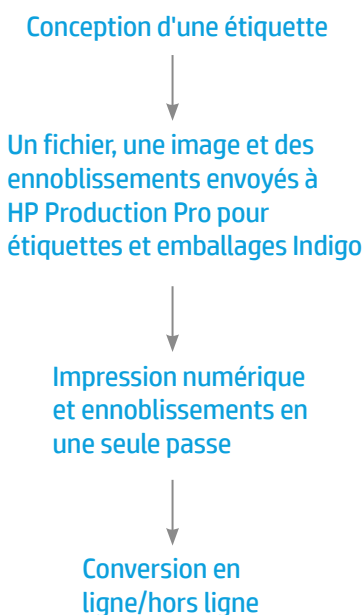 Conception d'une étiquette
Un fichier, une image et des
ennoblissements envoyés à
HP Production Pro pour
étiquettes et emballages Indigo
Impression numérique
et ennoblissements en
une seule passe
Conversion en
ligne/hors ligne